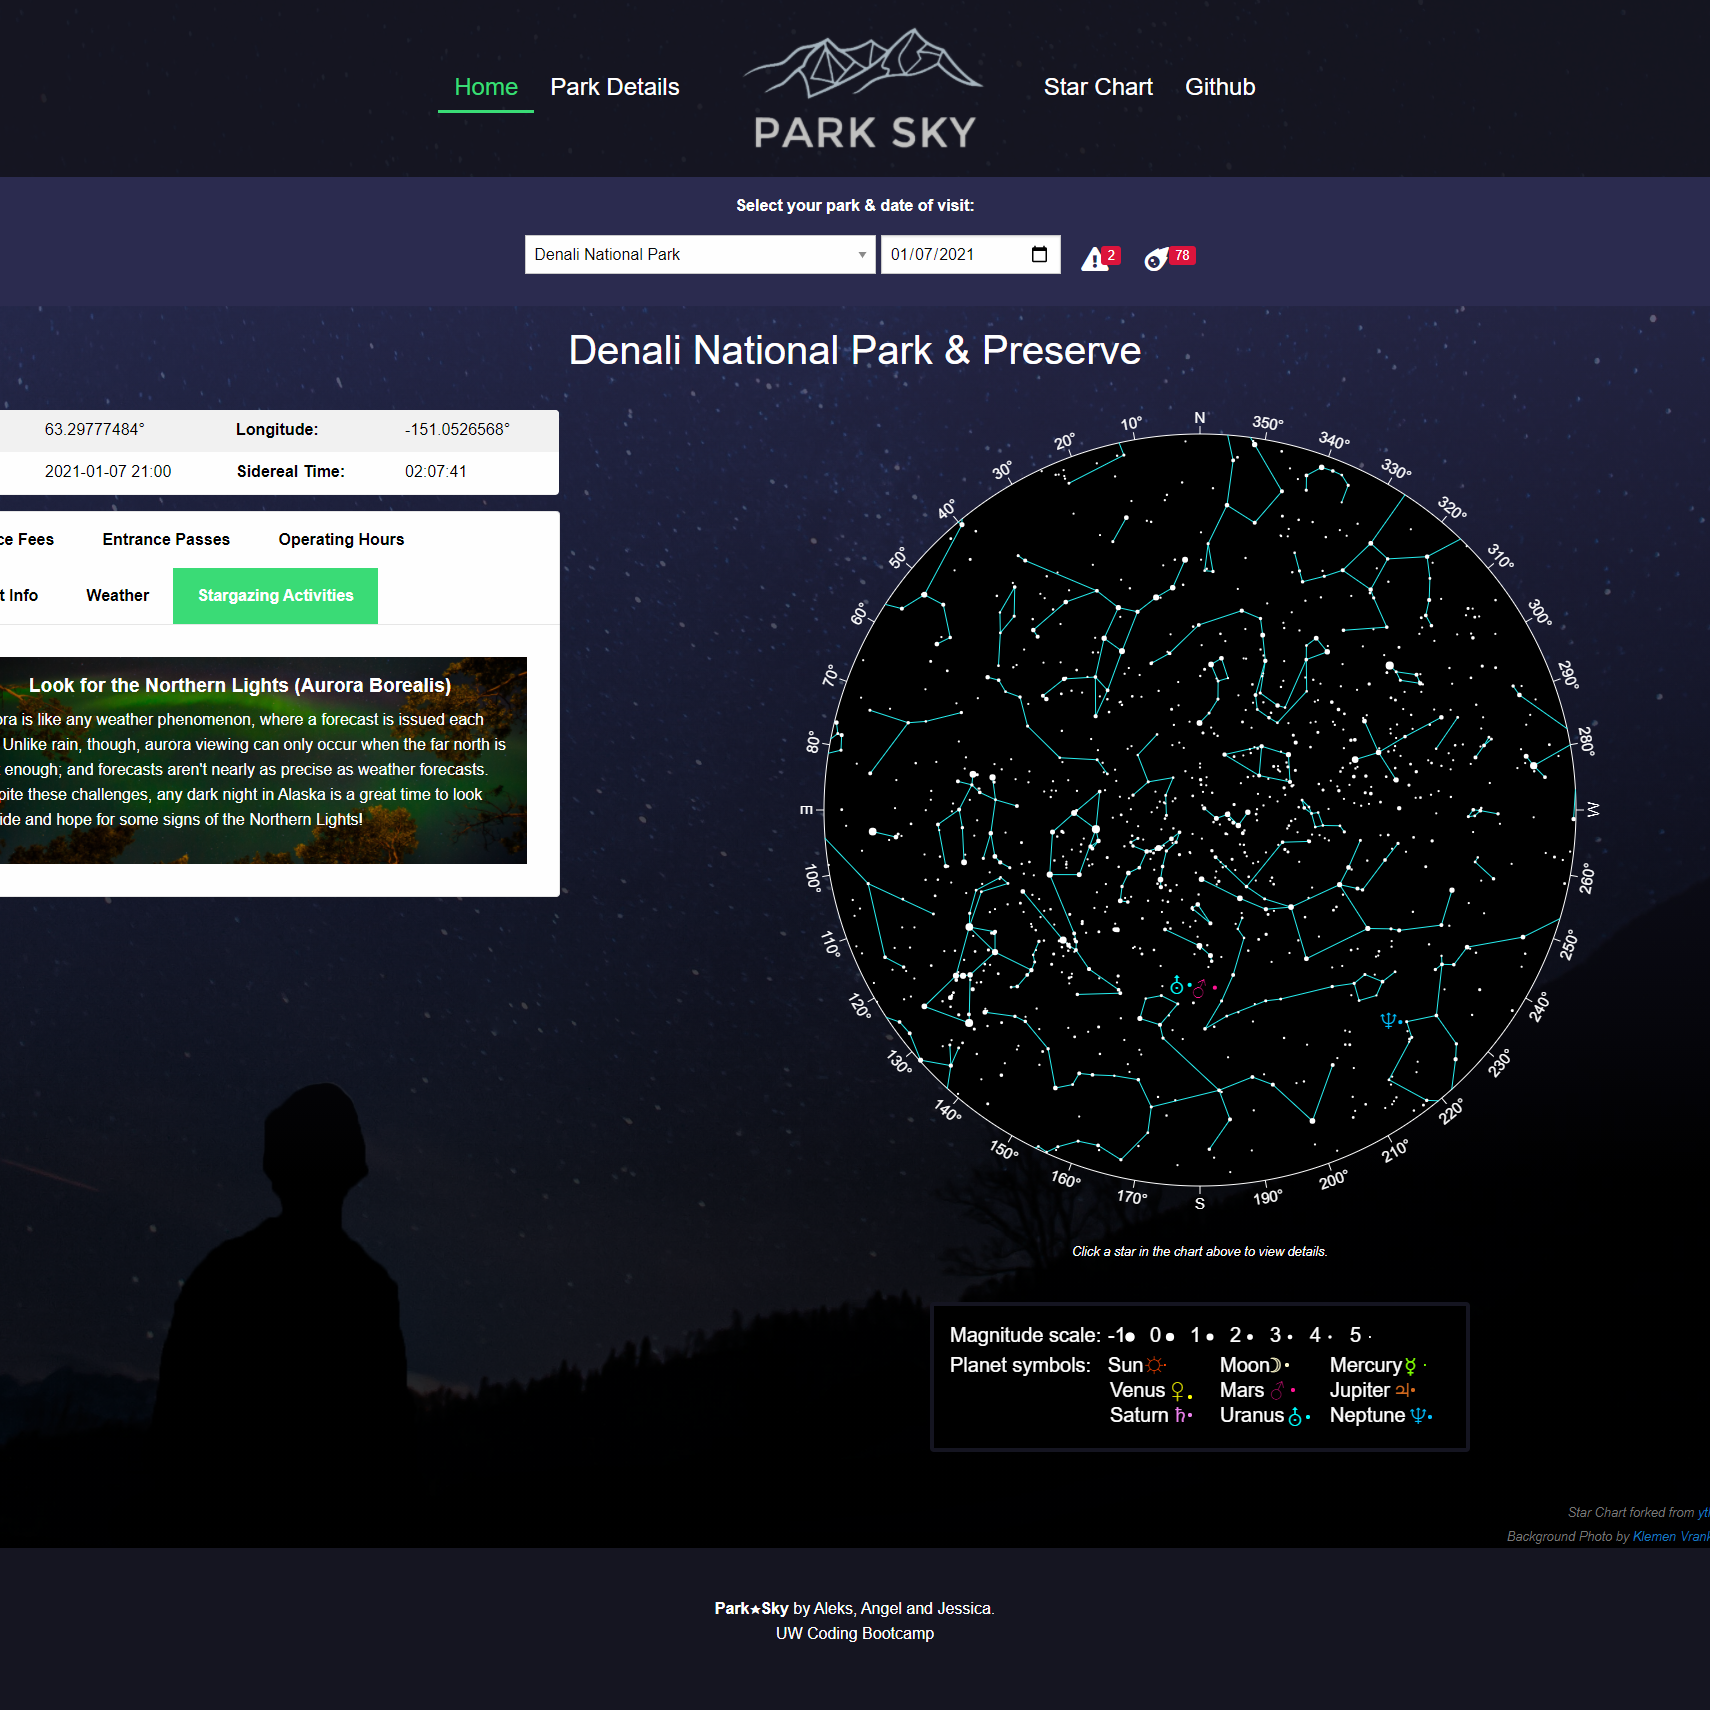 Home Park Details PARK SKY Star Chart Github
Select your park & date of visit:
Denali National Park 01/07/2021 2 78
Denali National Park & Preserve
63.29777484° Longitude: -151.0526568°
2021-01-07 21:00 Sidereal Time: 02:07:41
ce Fees Entrance Passes Operating Hours
t Info Weather Stargazing Activities
Look for the Northern Lights (Aurora Borealis)
ora is like any weather phenomenon, where a forecast is issued each
Unlike rain, though, aurora viewing can only occur when the far north is
enough; and forecasts aren't nearly as precise as weather forecasts.
pite these challenges, any dark night in Alaska is a great time to look
ide and hope for some signs of the Northern Lights!
N
10°
20°
30°
40°
50°
60°
70°
80°
E
100°
110°
120°
130°
140°
150°
160°
170°
S
190°
200°
210°
220°
230°
240°
250°
260°
W
280°
290°
300°
310°
320°
330°
340°
350°
Click a star in the chart above to view details.
Magnitude scale: -1 0 1 2 3 4 5
Planet symbols: Sun Moon Mercury
Venus Mars Jupiter
Saturn Uranus Neptune
Star Chart forked from yt
Background Photo by Klemen Vran
Park★Sky by Aleks, Angel and Jessica.
UW Coding Bootcamp